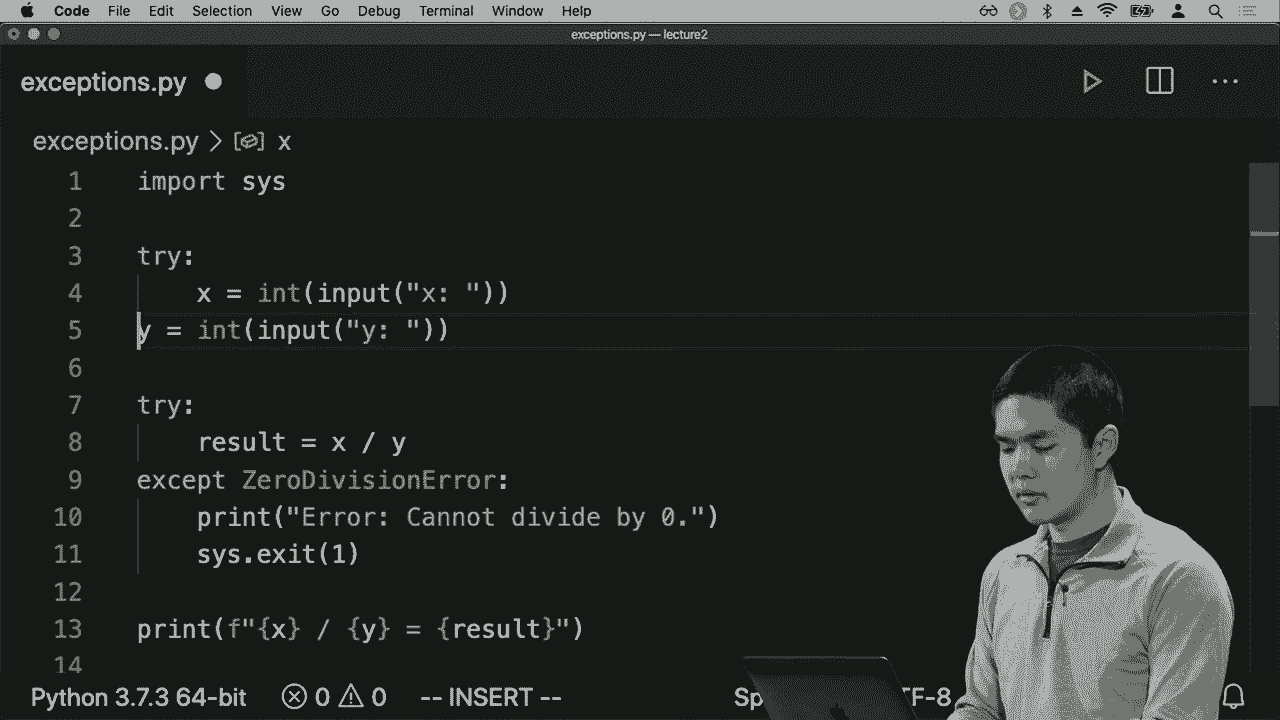 Code File Edit Selection View Go Debug Terminal Window Help
exceptions.py — lecture2
exceptions.py
exceptions.py > x
1 import sys
2
3 try:
4 x = int(input("x: "))
5 y = int(input("y: "))
6
7 try:
8 result = x / y
9 except ZeroDivisionError:
10 print("Error: Cannot divide by 0.")
11 sys.exit(1)
12
13 print(f"{x} / {y} = {result}")
14
Python 3.7.3 64-bit 0 0 -- INSERT -- Sp TF-8